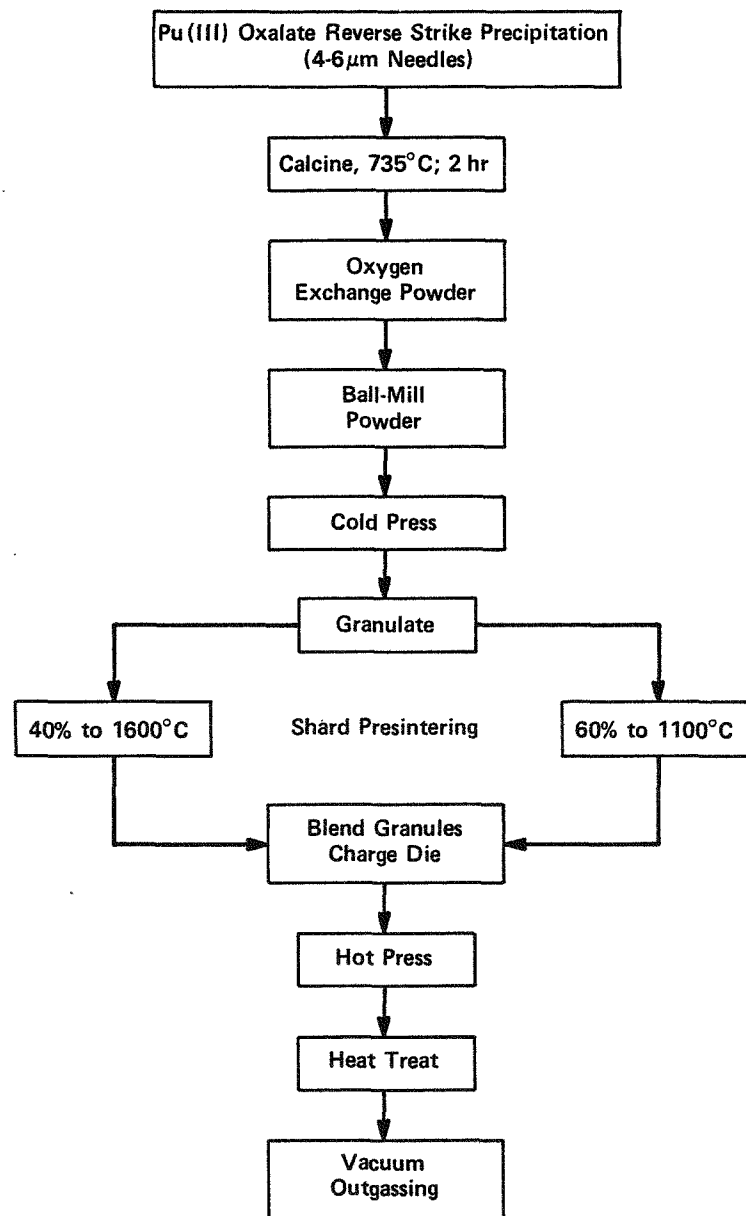 Pu(III) Oxalate Reverse Strike Precipitation
(4-6μm Needles)
Calcine, 735°C; 2 hr
Oxygen
Exchange Powder
Ball-Mill
Powder
Cold Press
Granulate
40% to 1600°C
Shard Presintering
60% to 1100°C
Blend Granules
Charge Die
Hot Press
Heat Treat
Vacuum
Outgassing